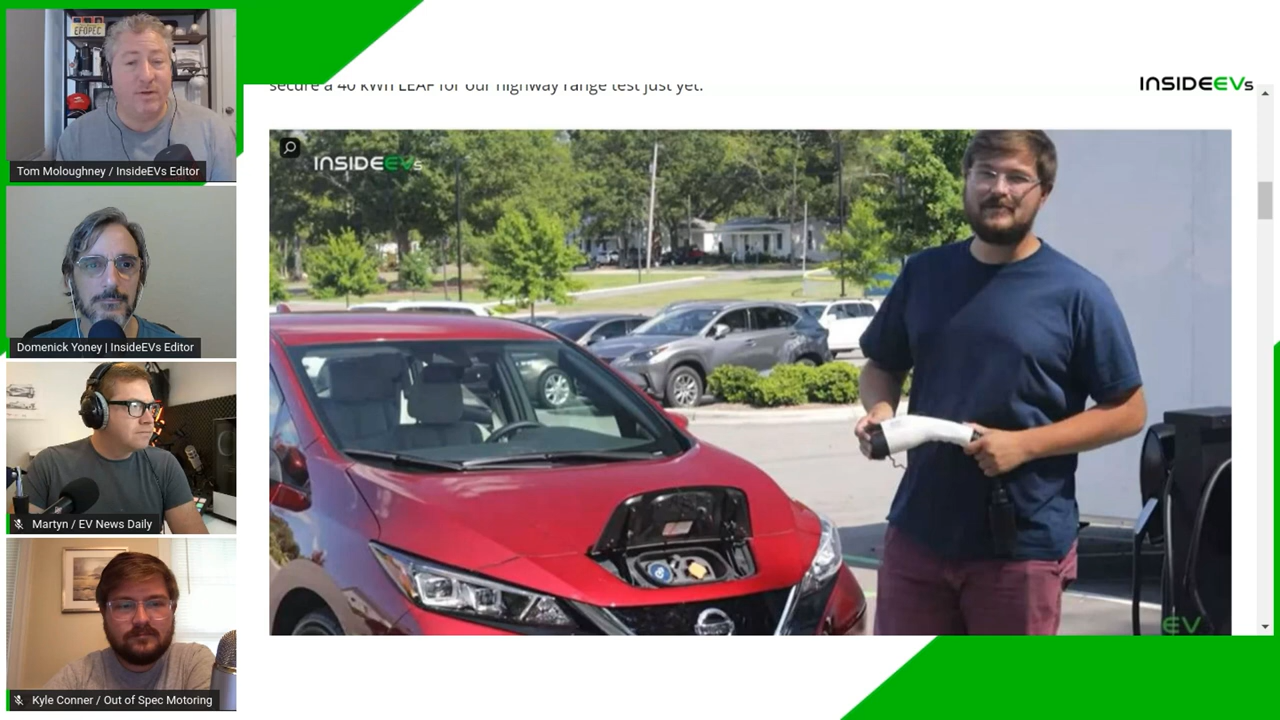 EFOPEC
Tom Moloughney / InsideEVs Editor
Domenick Yoney | InsideEVs Editor
Martyn / EV News Daily
Kyle Conner / Out of Spec Motoring
secure a 40 kWh LEAF for our highway range test just yet.
INSIDEEVs
INSIDEEVs
EV